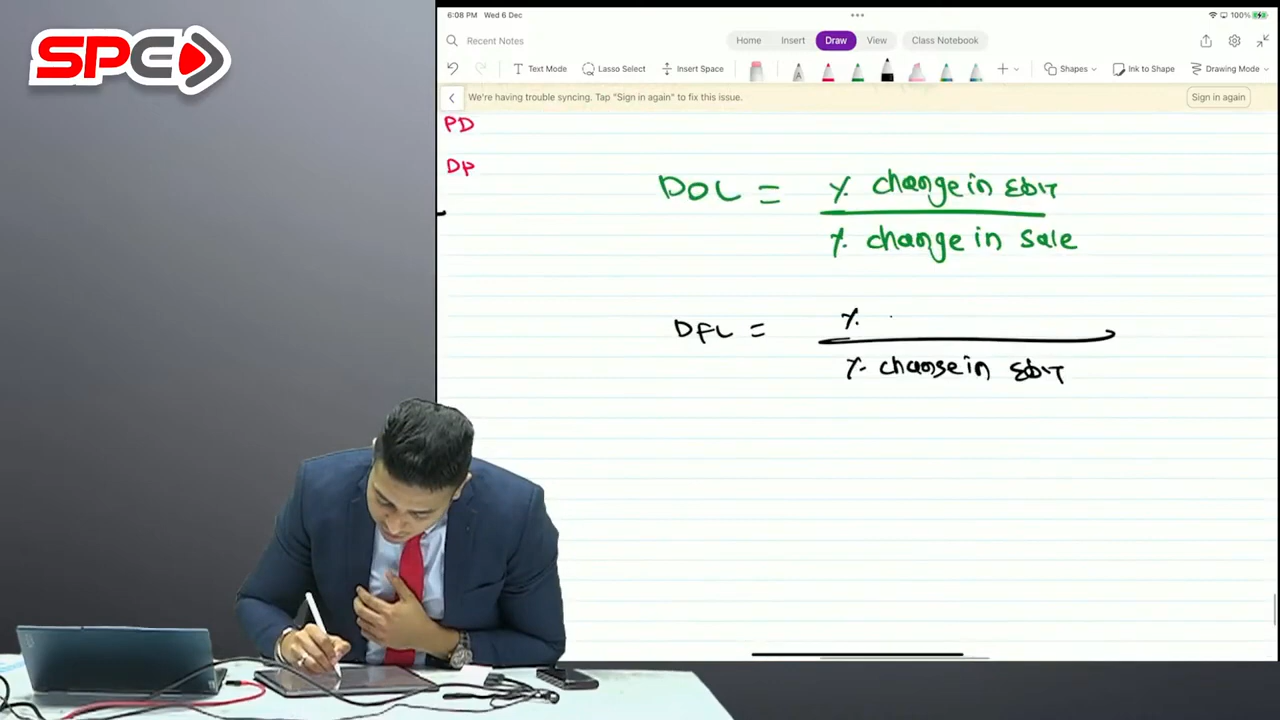 SPE
6:08 PM Wed 6 Dec
100%
Recent Notes
Home Insert Draw View Class Notebook
Text Mode Lasso Select Insert Space Shapes Ink to Shape Drawing Mode
We're having trouble syncing. Tap "Sign in again" to fix this issue. Sign in again
PD
DP
DOL = % change in Ebit
% change in sale
DFL = %
% change in Ebit